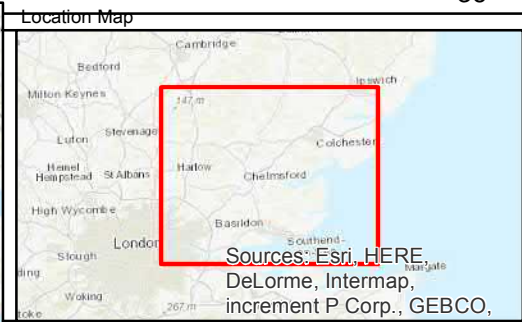 Location Map
Cambridge
Bedford
Ipswich
Milton Keynes
147 m
Stevenage
Luton
Colchester
Hemel
Hempstead
St Albans
Harlow
Chelmsford
High Wycombe
Basildon
London
Southend-
Slough
Sources: Esri, HERE,
Margate
DeLorme, Intermap,
Woking
267 m
increment P Corp., GEBCO,